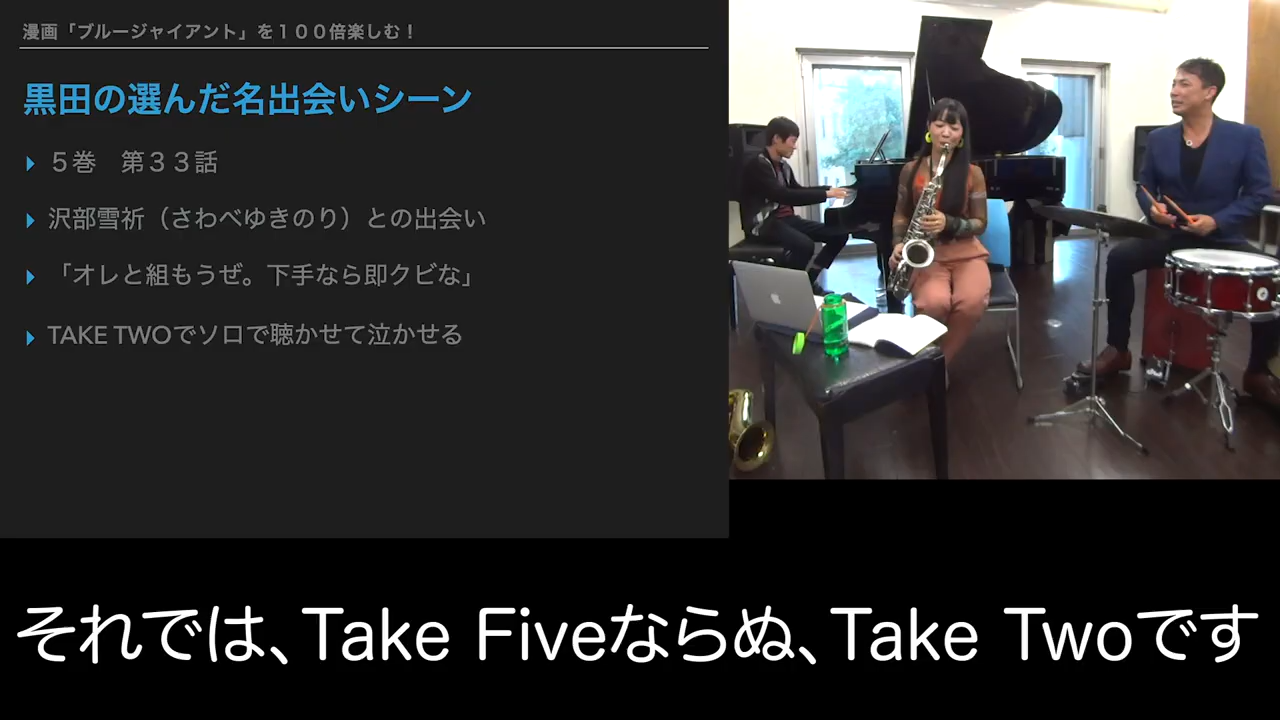 漫画「ブルージャイアント」を１００倍楽しむ！
黒田の選んだ名出会いシーン
５巻　第３３話
沢部雪祈（さわべゆきのり）との出会い
「オレと組もうぜ。下手なら即クビな」
TAKE TWOでソロで聴かせて泣かせる
それでは、Take Fiveならぬ、Take Twoです